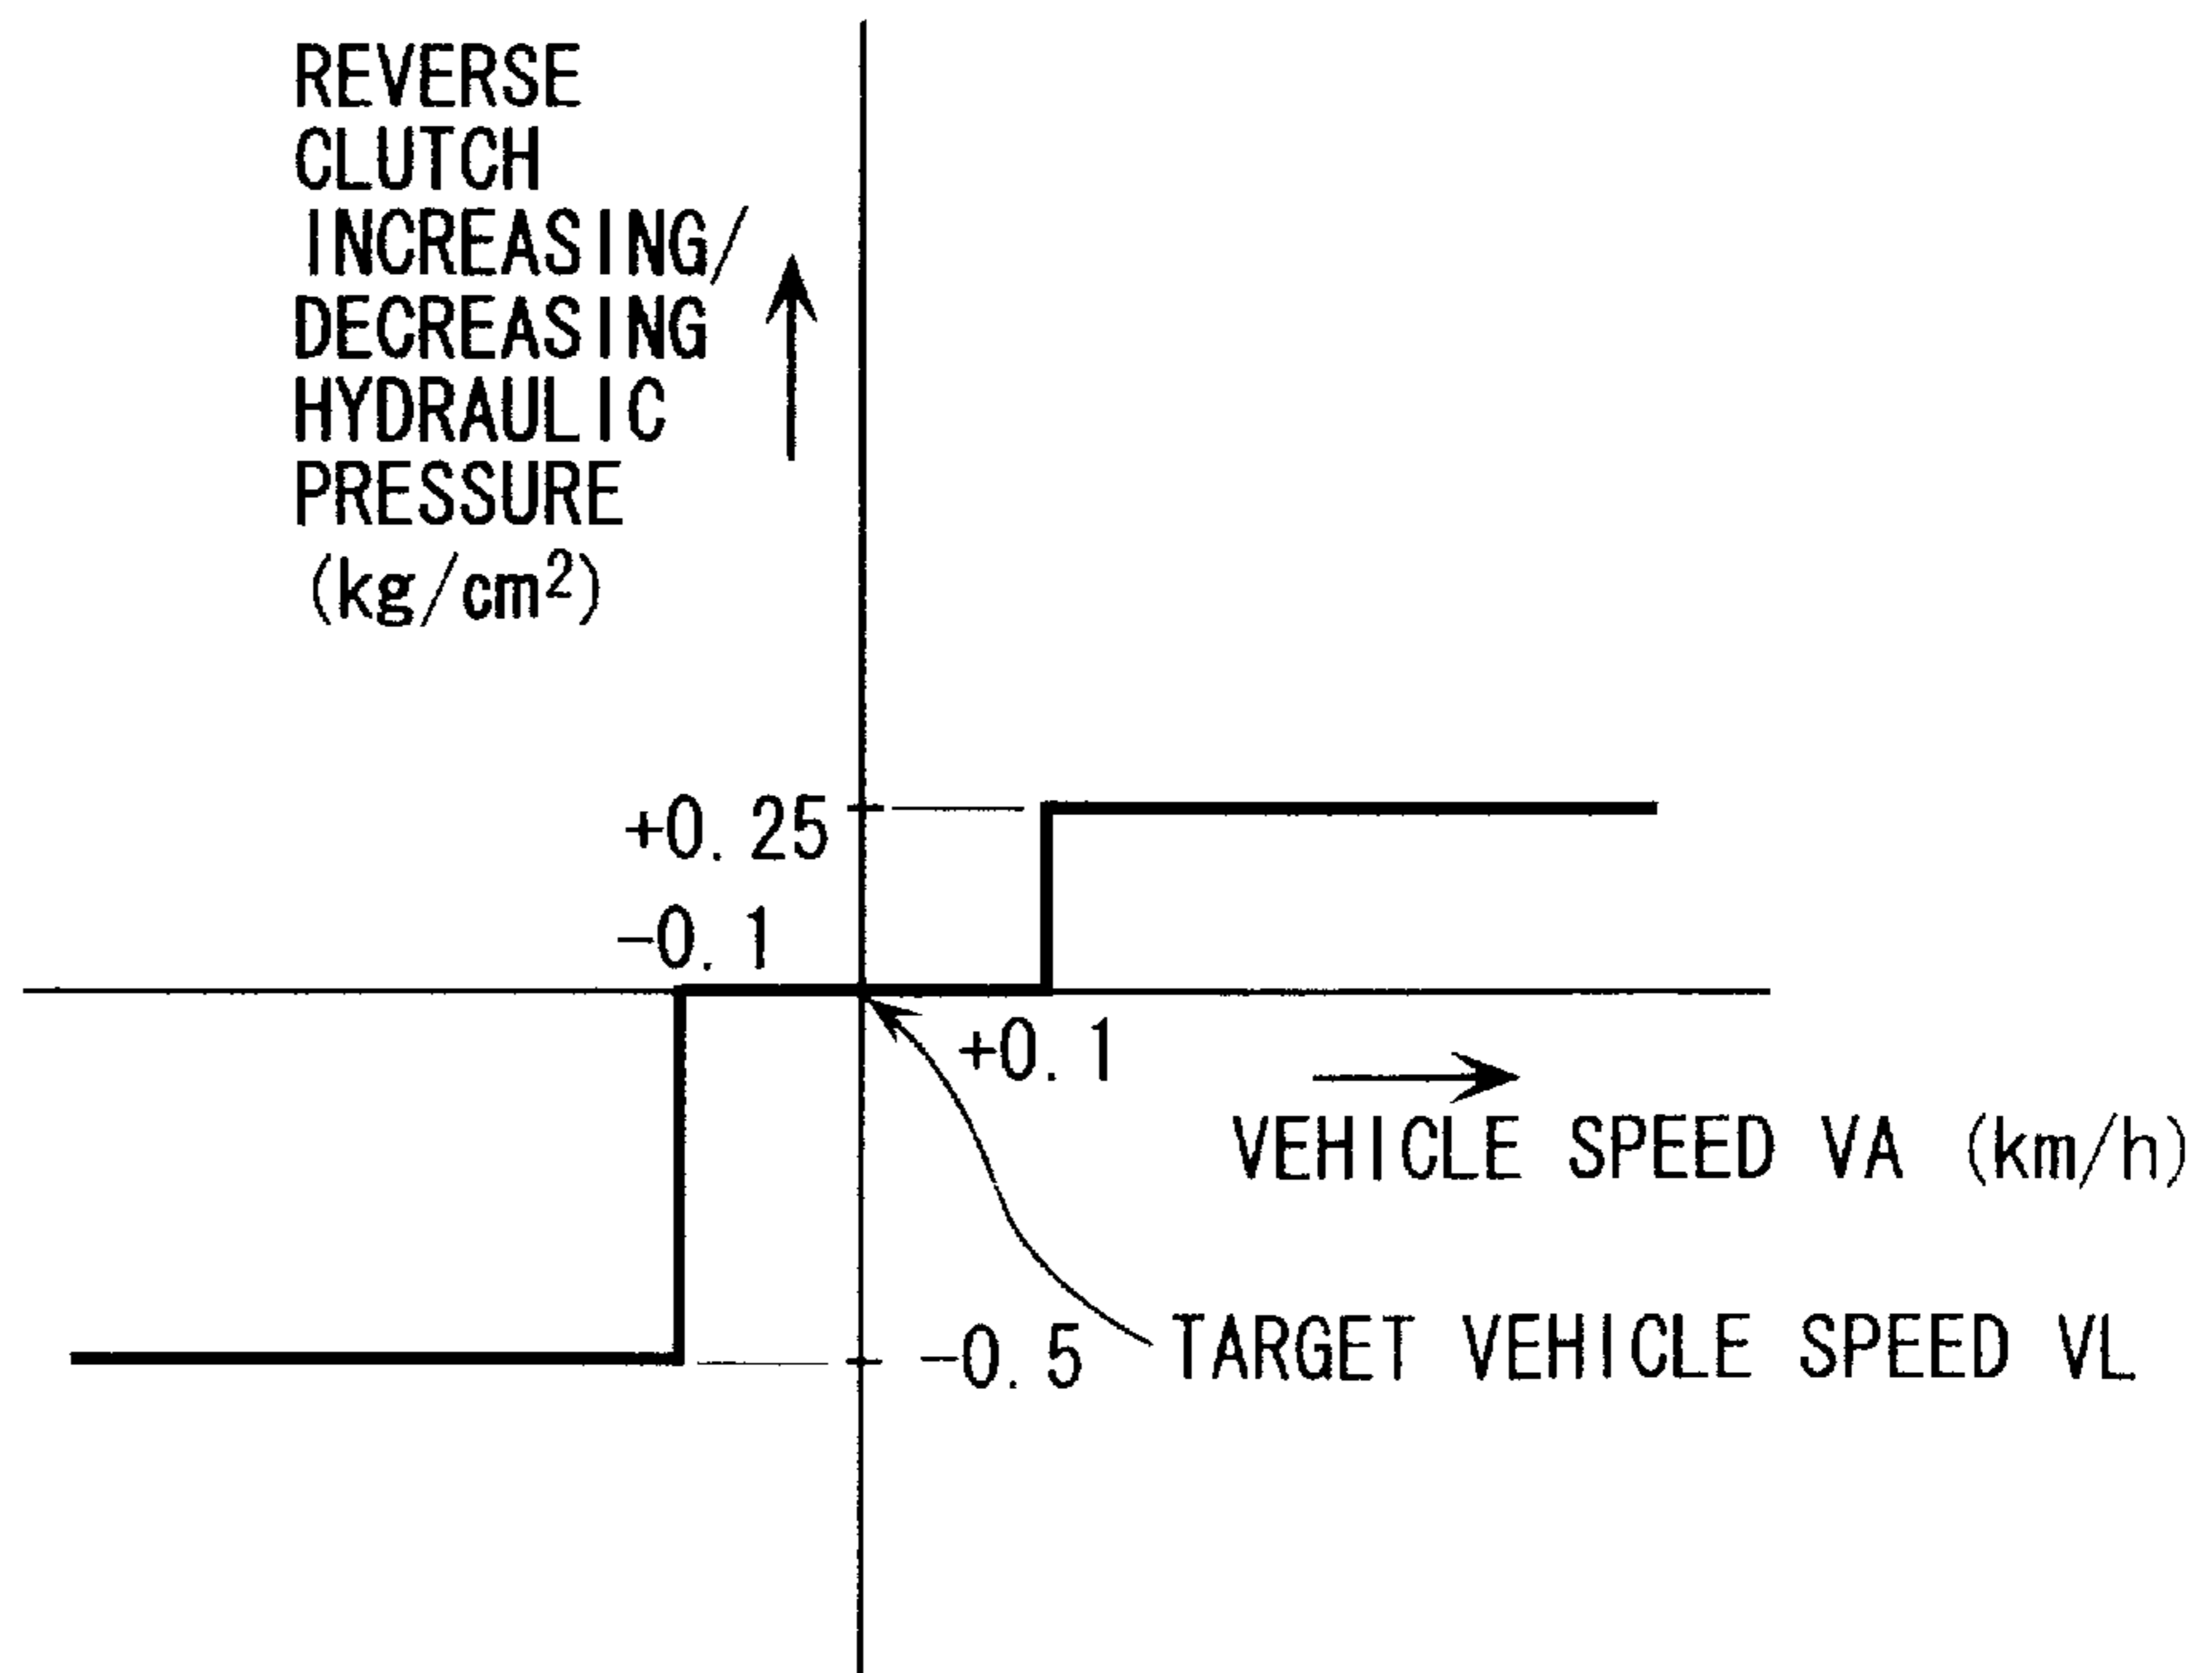 REVERSE
CLUTCH
INCREASING/
DECREASING
HYDRAULIC
PRESSURE
(kg/cm²)
+0.25
-0.1
+0.1
VEHICLE SPEED VA (km/h)
-0.5
TARGET VEHICLE SPEED VL